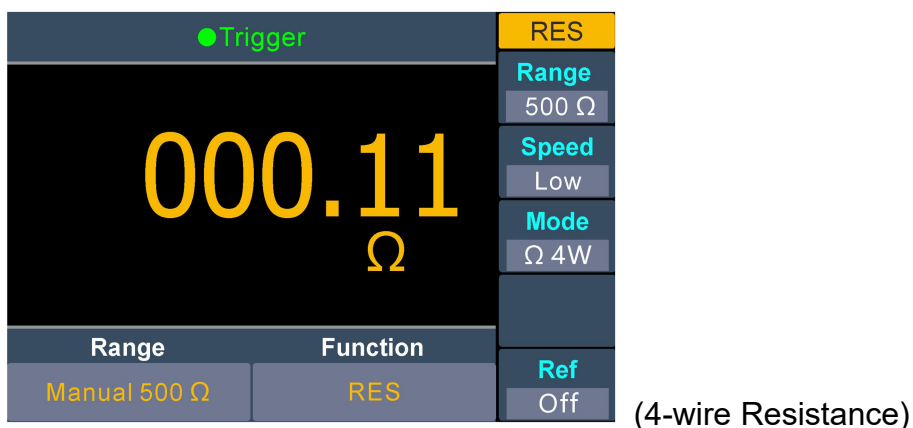 ●Trigger
RES
Range
500 Ω
000.11
Ω
Speed
Low
Mode
Ω 4W
Range
Function
Manual 500 Ω
RES
Ref
Off
(4-wire Resistance)